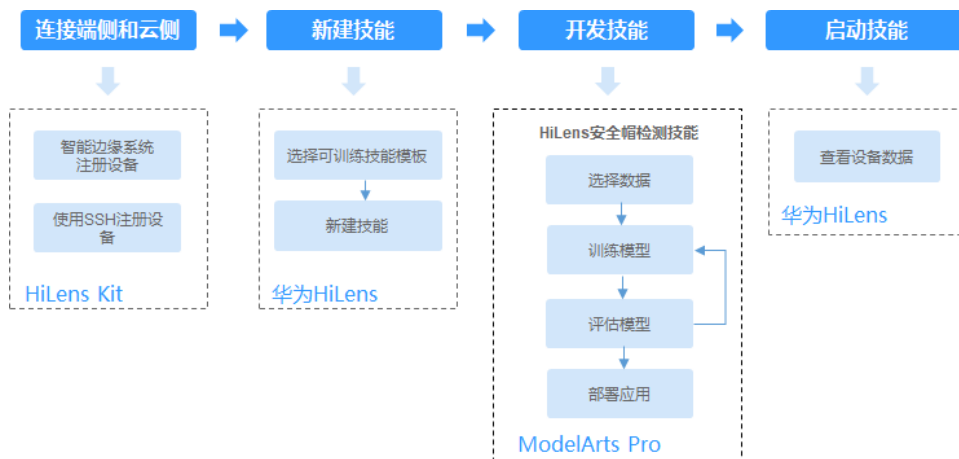 连接端侧和云侧
新建技能
开发技能
启动技能
智能边缘系统
注册设备
使用SSH注册设
备
HiLens Kit
选择可训练技能模板
新建技能
华为HiLens
HiLens安全帽检测技能
选择数据
训练模型
评估模型
部署应用
ModelArts Pro
查看设备数据
华为HiLens